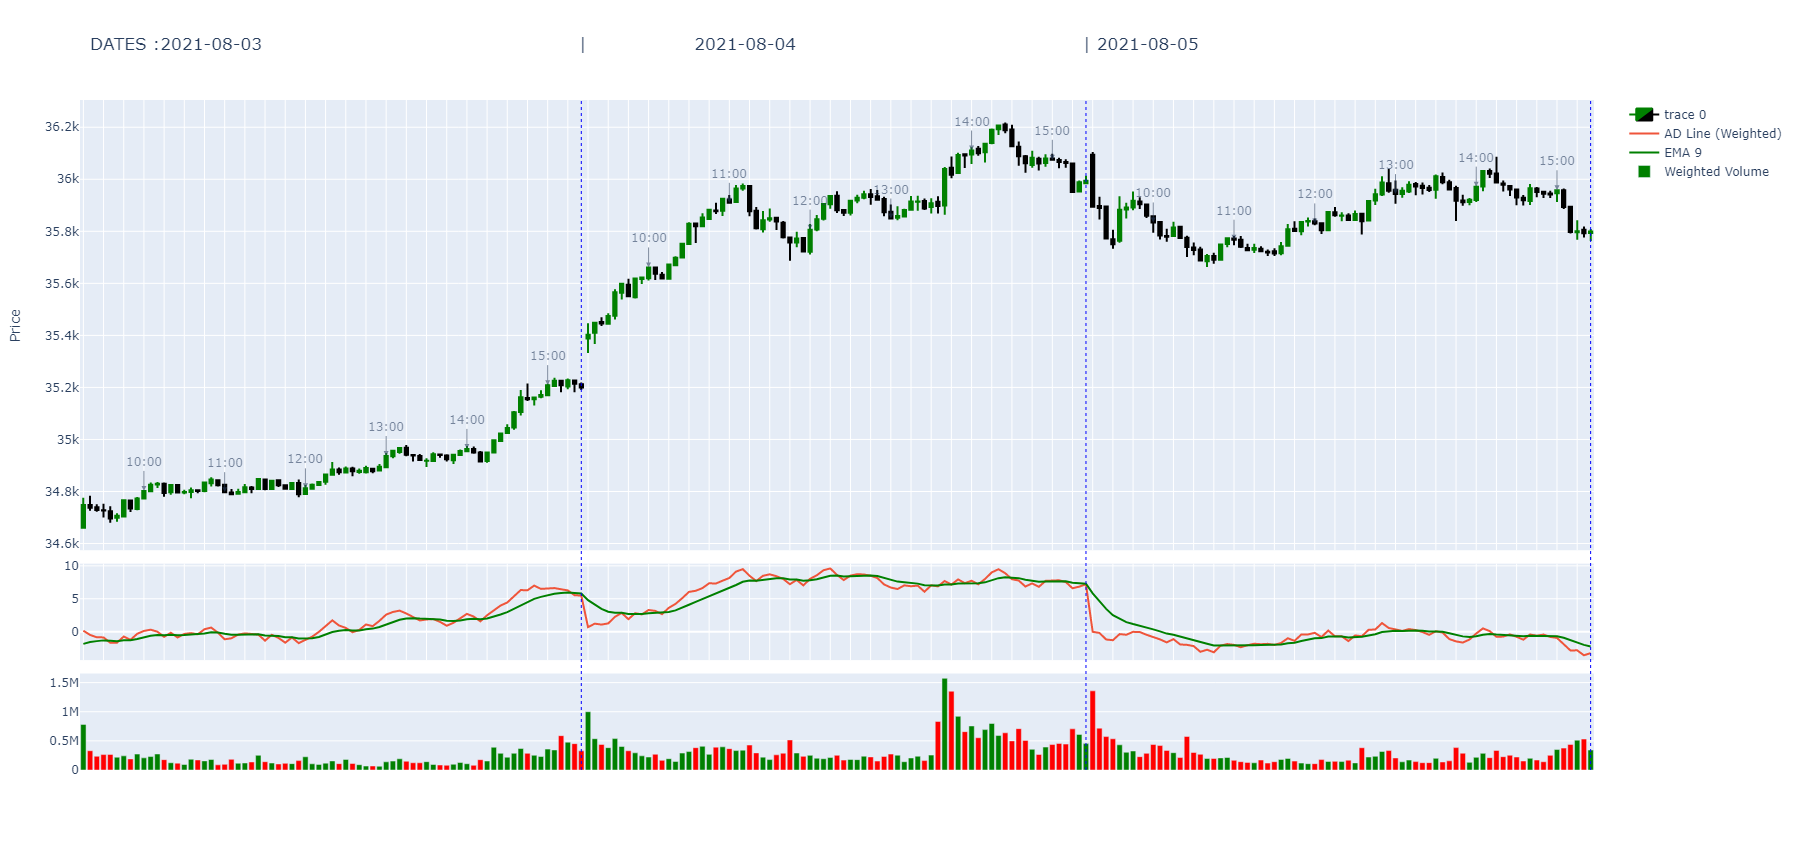 DATES :2021-08-03 | 2021-08-04 | 2021-08-05
trace 0
AD Line (Weighted)
EMA 9
Weighted Volume
Price
36.2k
36k
35.8k
35.6k
35.4k
35.2k
35k
34.8k
34.6k
10:00 11:00 12:00 13:00 14:00 15:00
10:00 11:00 12:00 13:00 14:00 15:00
10:00 11:00 12:00 13:00 14:00 15:00
10
5
0
1.5M
1M
0.5M
0